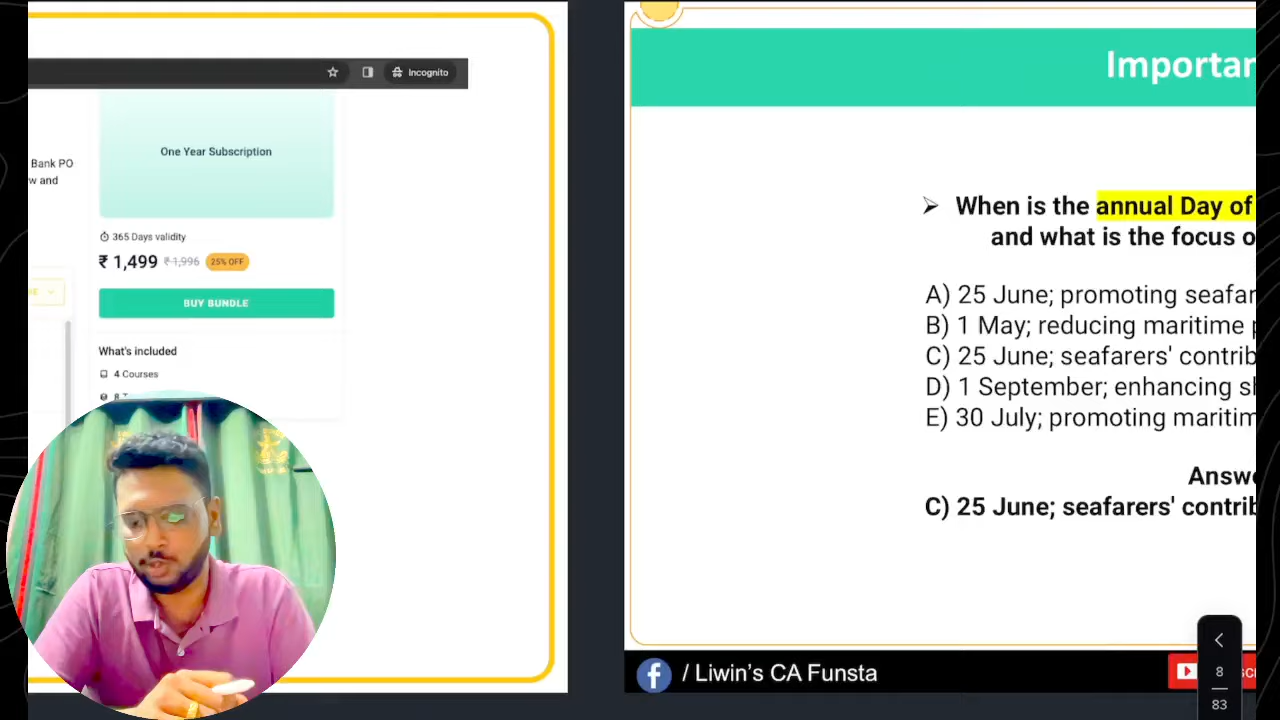 Incognito
One Year Subscription
Bank PO
w and
365 Days validity
₹ 1,499 ₹ 1,996 25% OFF
BUY BUNDLE
What's included
4 Courses
8
Importan
➢ When is the annual Day of
and what is the focus o
A) 25 June; promoting seafar
B) 1 May; reducing maritime
C) 25 June; seafarers' contrib
D) 1 September; enhancing sh
E) 30 July; promoting maritim
Answe
C) 25 June; seafarers' contrib
/ Liwin's CA Funsta
8
83